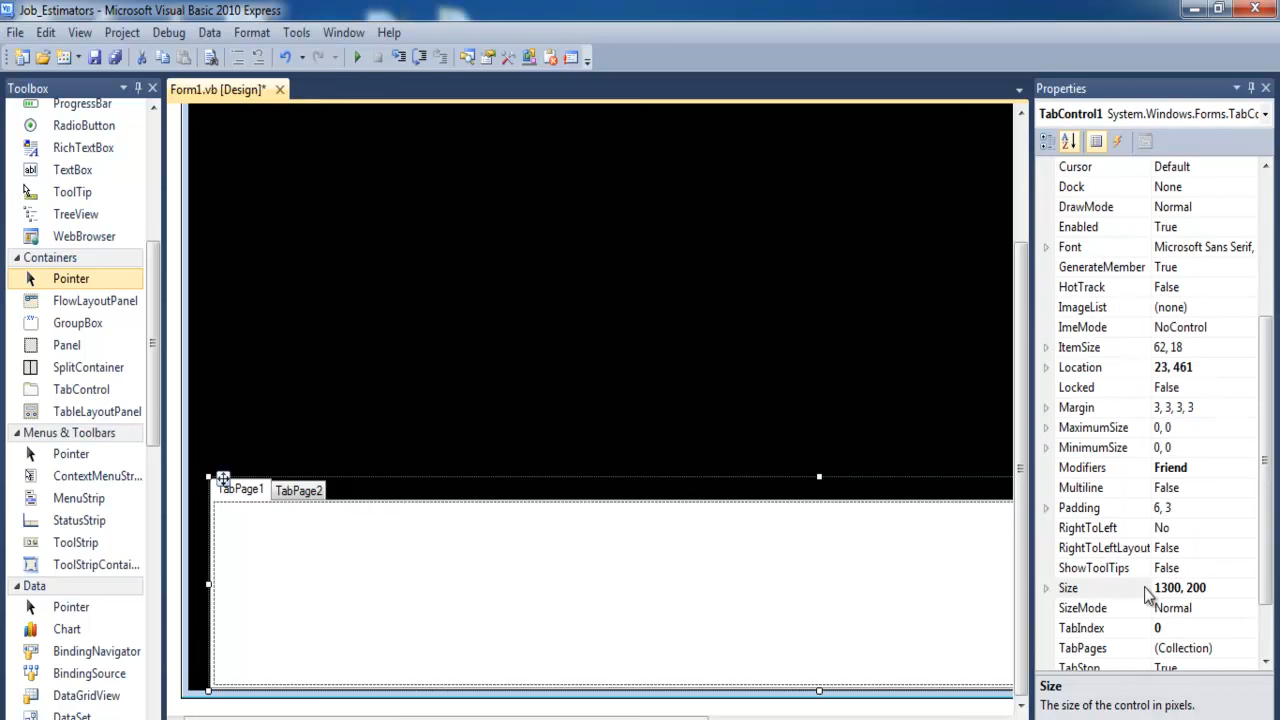 Job_Estimators - Microsoft Visual Basic 2010 Express
File Edit View Project Debug Data Format Tools Window Help
Toolbox
ProgressBar
RadioButton
RichTextBox
TextBox
ToolTip
TreeView
WebBrowser
Containers
Pointer
FlowLayoutPanel
GroupBox
Panel
SplitContainer
TabControl
TableLayoutPanel
Menus & Toolbars
Pointer
ContextMenuStr...
MenuStrip
StatusStrip
ToolStrip
ToolStripContai...
Data
Pointer
Chart
BindingNavigator
BindingSource
DataGridView
DataSet
Form1.vb [Design]*
TabPage1 TabPage2
Properties
TabControl1 System.Windows.Forms.TabCc
Cursor Default
Dock None
DrawMode Normal
Enabled True
Font Microsoft Sans Serif,
GenerateMember True
HotTrack False
ImageList (none)
ImeMode NoControl
ItemSize 62, 18
Location 23, 461
Locked False
Margin 3, 3, 3, 3
MaximumSize 0, 0
MinimumSize 0, 0
Modifiers Friend
Multiline False
Padding 6, 3
RightToLeft No
RightToLeftLayout False
ShowToolTips False
Size 1300, 200
SizeMode Normal
TabIndex 0
TabPages (Collection)
TabStop True
Size
The size of the control in pixels.